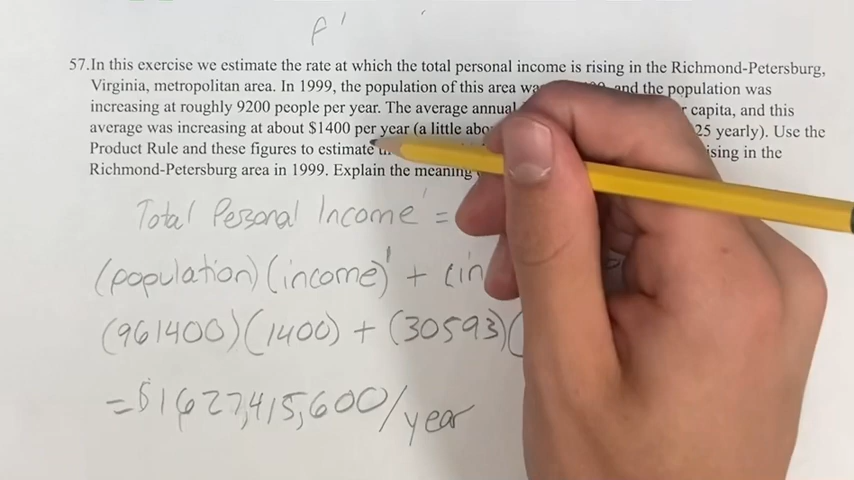 f'
57.In this exercise we estimate the rate at which the total personal income is rising in the Richmond-Petersburg,
Virginia, metropolitan area. In 1999, the population of this area and the population was
increasing at roughly 9200 people per year. The average annual capita, and this
average was increasing at about $1400 per year (a little 25 yearly). Use the
Product Rule and these figures to estimate in the
Richmond-Petersburg area in 1999. Explain the meaning
Total Personal Income' =
(population)(income)' + (in
(961400)(1400) + (30593)(
=$1,627,415,600/year